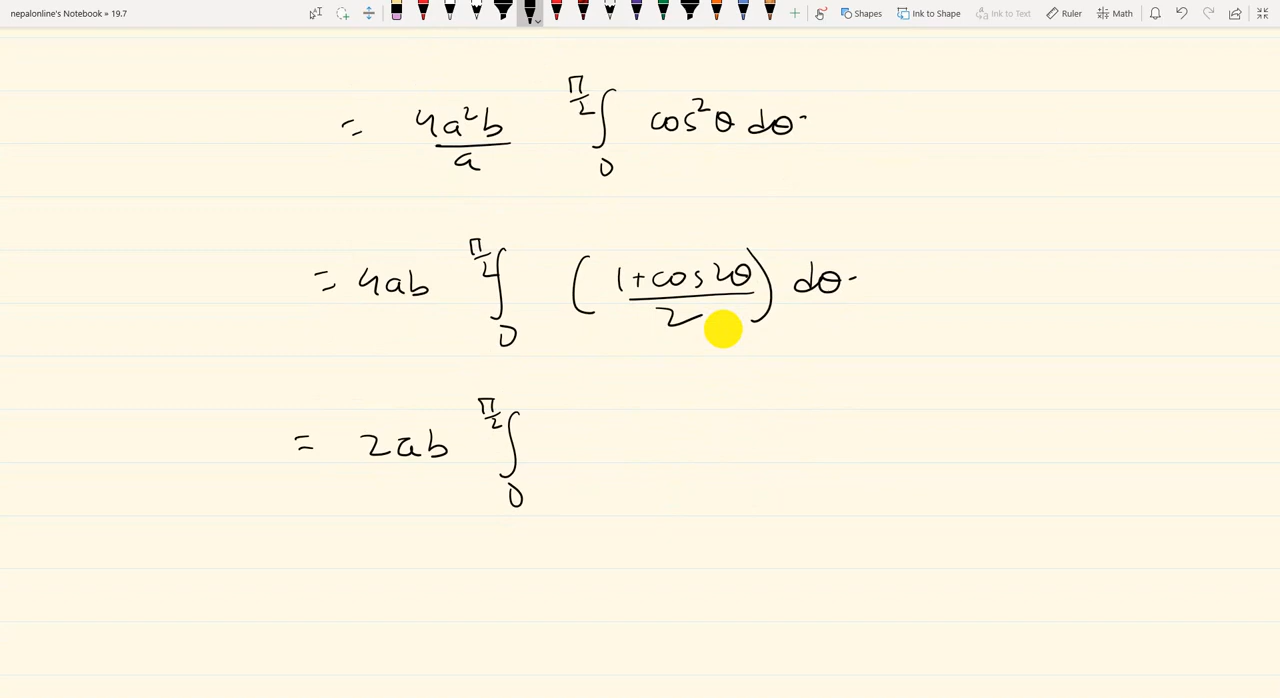 nepalonline's Notebook » 19.7
Shapes Ink to Shape Ink to Text Ruler Math
= 4a²b/a ∫₀^(π/2) cos²θ dθ.
= 4ab ∫₀^(π/2) (1+cos2θ/2) dθ.
= 2ab ∫₀^(π/2)